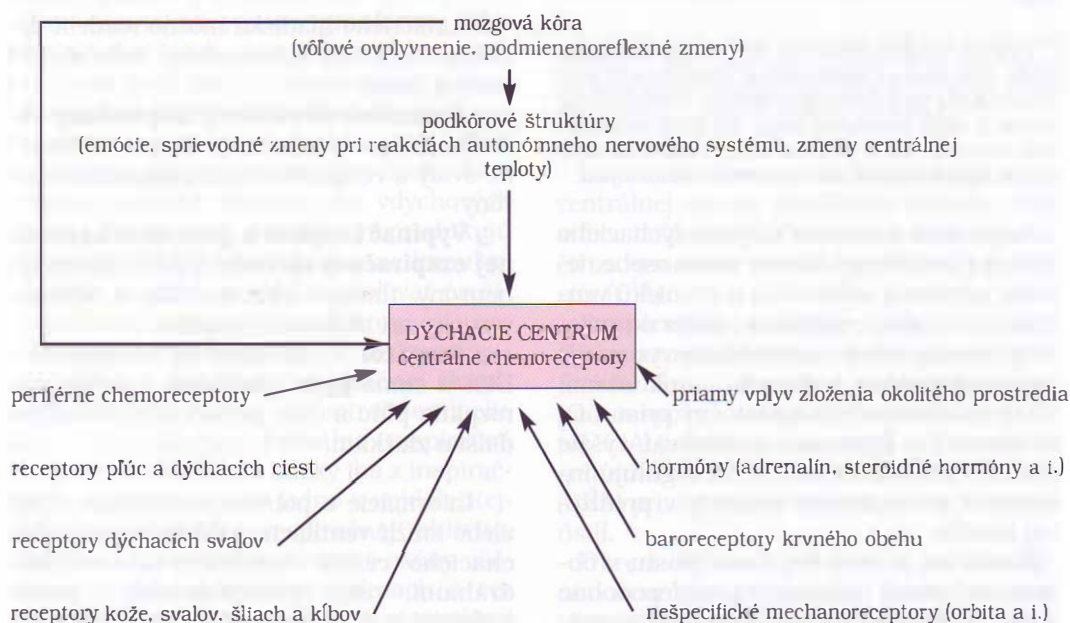 mozgová kôra
(vôľové ovplyvnenie, podmienenoreflexné zmeny)
podkôrové štruktúry
(emócie, sprievodné zmeny pri reakciách autonómneho nervového systému, zmeny centrálnej
teploty)
DÝCHACIE CENTRUM
centrálne chemoreceptory
periférne chemoreceptory
priamy vplyv zloženia okolitého prostredia
receptory pľúc a dýchacích ciest
hormóny (adrenalín, steroidné hormóny a i.)
receptory dýchacích svalov
baroreceptory krvného obehu
receptory kože, svalov, šliach a kĺbov
nešpecifické mechanoreceptory (orbita a i.)